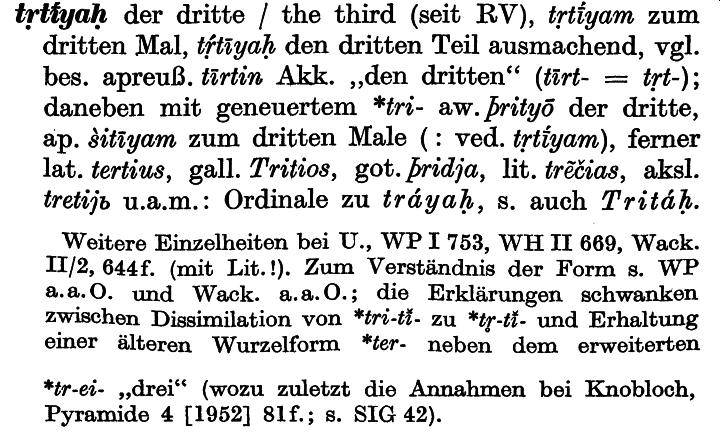 tṛtī́yaḥ der dritte / the third (seit RV), tṛtī́yam zum
dritten Mal, tŕ̥tīyaḥ den dritten Teil ausmachend, vgl.
bes. apreuß. tīrtin Akk. „den dritten“ (tīrt- = tṛt-);
daneben mit geneuertem *tri- aw. ϑrityō der dritte,
ap. s̀itīyam zum dritten Male (: ved. tṛtī́yam), ferner
lat. tertius, gall. Tritios, got. þridja, lit. trẽčias, aksl.
tretijь u.a.m.: Ordinale zu tráyaḥ, s. auch Tritáḥ.
Weitere Einzelheiten bei U., WP I 753, WH II 669, Wack.
II/2, 644f. (mit Lit.!). Zum Verständnis der Form s. WP
a.a.O. und Wack. a.a.O.; die Erklärungen schwanken
zwischen Dissimilation von *tri-tĭ̄- zu *tṛ-tĭ̄- und Erhaltung
einer älteren Wurzelform *ter- neben dem erweiterten
*tr-ei- „drei“ (wozu zuletzt die Annahmen bei Knobloch,
Pyramide 4 [1952] 81f.; s. SIG 42).